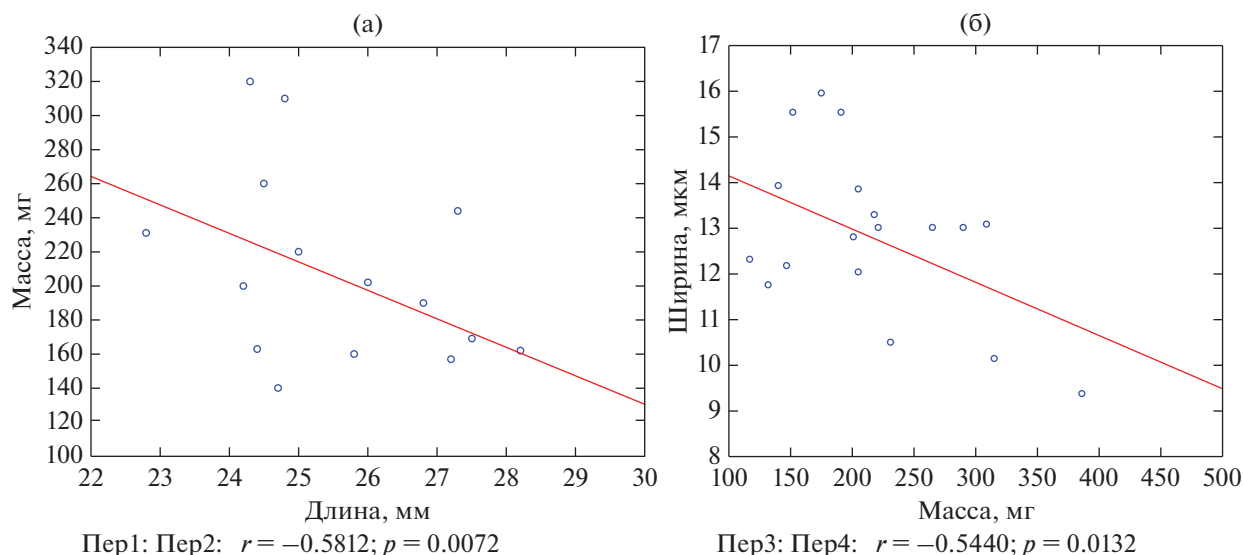 (а)
Масса, мг
340
320
300
280
260
240
220
200
180
160
140
120
100
22 23 24 25 26 27 28 29 30
Длина, мм
Пер1: Пер2: r = –0.5812; p = 0.0072
(б)
Ширина, мкм
17
16
15
14
13
12
11
10
9
8
100 150 200 250 300 350 400 450 500
Масса, мг
Пер3: Пер4: r = –0.5440; p = 0.0132